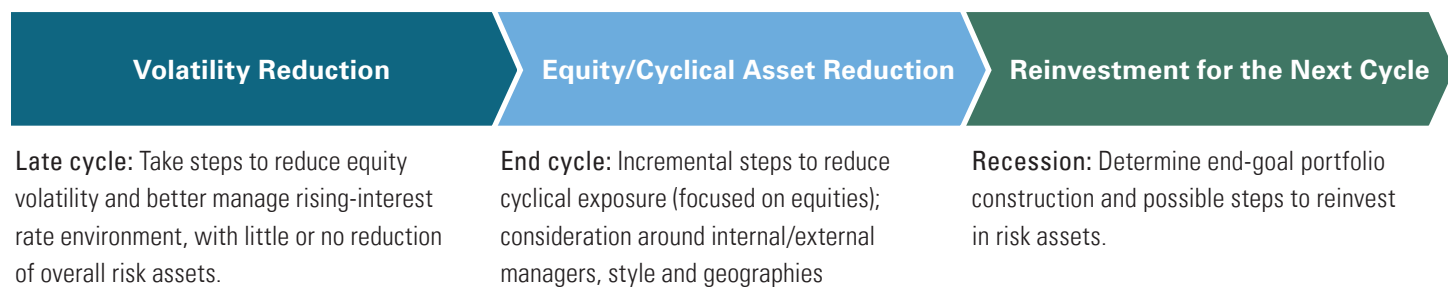 Volatility Reduction
Equity/Cyclical Asset Reduction
Reinvestment for the Next Cycle
Late cycle: Take steps to reduce equity
volatility and better manage rising-interest
rate environment, with little or no reduction
of overall risk assets.
End cycle: Incremental steps to reduce
cyclical exposure (focused on equities);
consideration around internal/external
managers, style and geographies
Recession: Determine end-goal portfolio
construction and possible steps to reinvest
in risk assets.